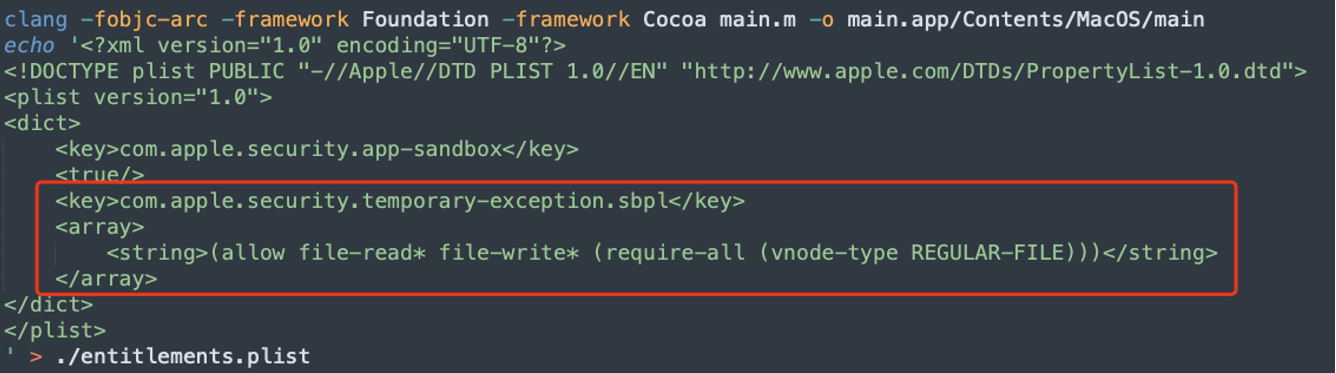 clang -fobjc-arc -framework Foundation -framework Cocoa main.m -o main.app/Contents/MacOS/main
echo '<?xml version="1.0" encoding="UTF-8"?>
<!DOCTYPE plist PUBLIC "-//Apple//DTD PLIST 1.0//EN" "http://www.apple.com/DTDs/PropertyList-1.0.dtd">
<plist version="1.0">
<dict>
    <key>com.apple.security.app-sandbox</key>
    <true/>
    <key>com.apple.security.temporary-exception.sbpl</key>
    <array>
        <string>(allow file-read* file-write* (require-all (vnode-type REGULAR-FILE)))</string>
    </array>
</dict>
</plist>
' > ./entitlements.plist